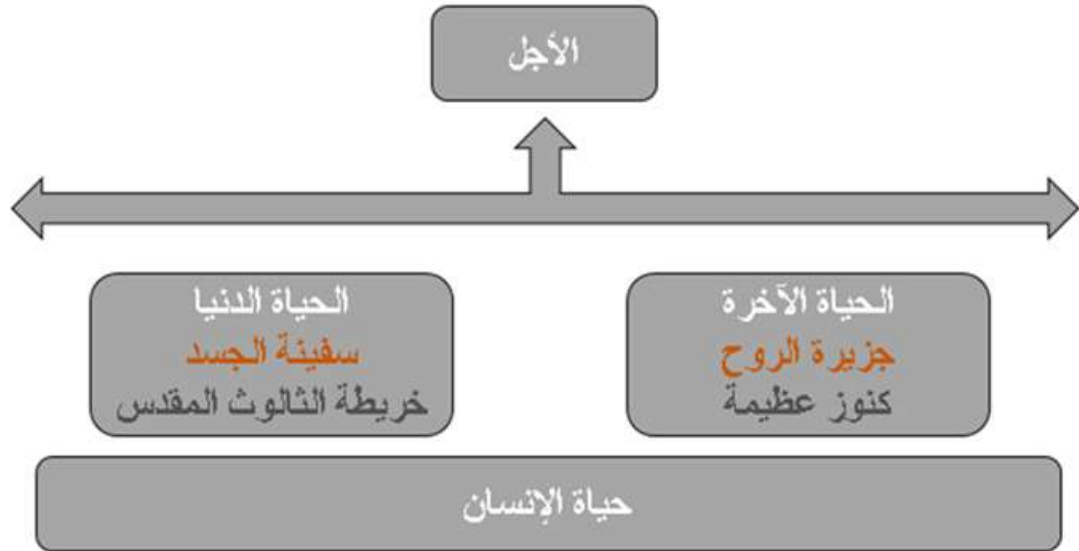 الأجل
الحياة الآخرة
جزيرة الروح
كنوز عظيمة
الحياة الدنيا
سفينة الجسد
خريطة الثالوث المقدس
حياة الإنسان